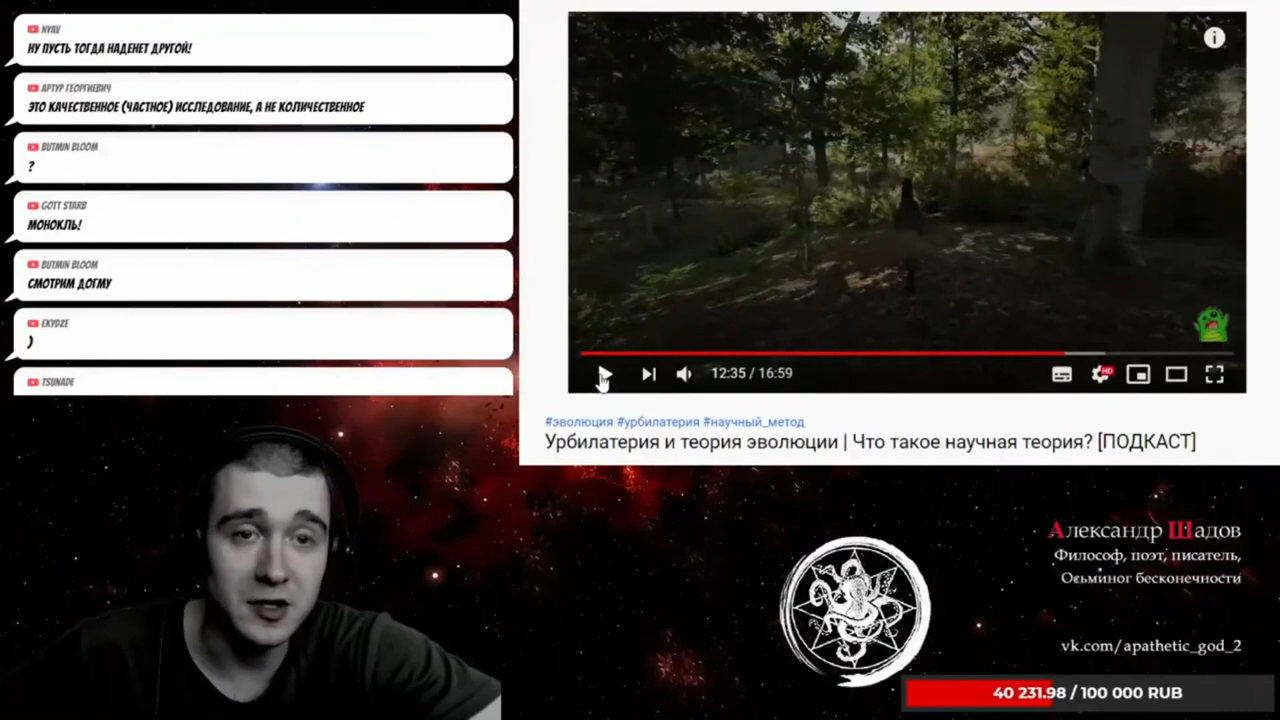 NYAV
НУ ПУСТЬ ТОГДА НАДЕНЕТ ДРУГОЙ!
АРТУР ГЕОРГИЕВИЧ
ЭТО КАЧЕСТВЕННОЕ (ЧАСТНОЕ) ИССЛЕДОВАНИЕ, А НЕ КОЛИЧЕСТВЕННОЕ
BUTMIN BLOOM
?
GOTT STARB
МОНОКЛЬ!
BUTMIN BLOOM
СМОТРИМ ДОГМУ
EKYDZE
)
TSUNADE
12:35 / 16:59
HD
#эволюция #урбилатерия #научный_метод
Урбилатерия и теория эволюции | Что такое научная теория? [ПОДКАСТ]
Александр Шадов
Философ, поэт, писатель,
Осьминог бесконечности
vk.com/apathetic_god_2
40 231.98 / 100 000 RUB